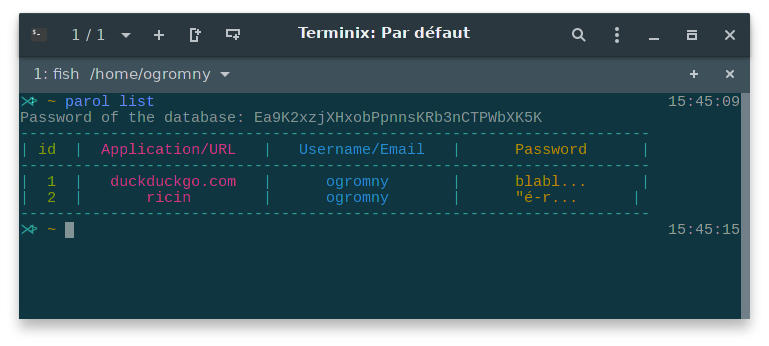 1 / 1
Terminix: Par défaut
1: fish /home/ogromny
~ parol list 15:45:09
Password of the database: Ea9K2xzjXHxobPpnnsKRb3nCTPWbXK5K
----------------------------------------------------------------------
| id | Application/URL | Username/Email | Password |
----------------------------------------------------------------------
| 1 | duckduckgo.com | ogromny | blabl... |
| 2 | ricin | ogromny | "é-r... |
----------------------------------------------------------------------
~ 15:45:15